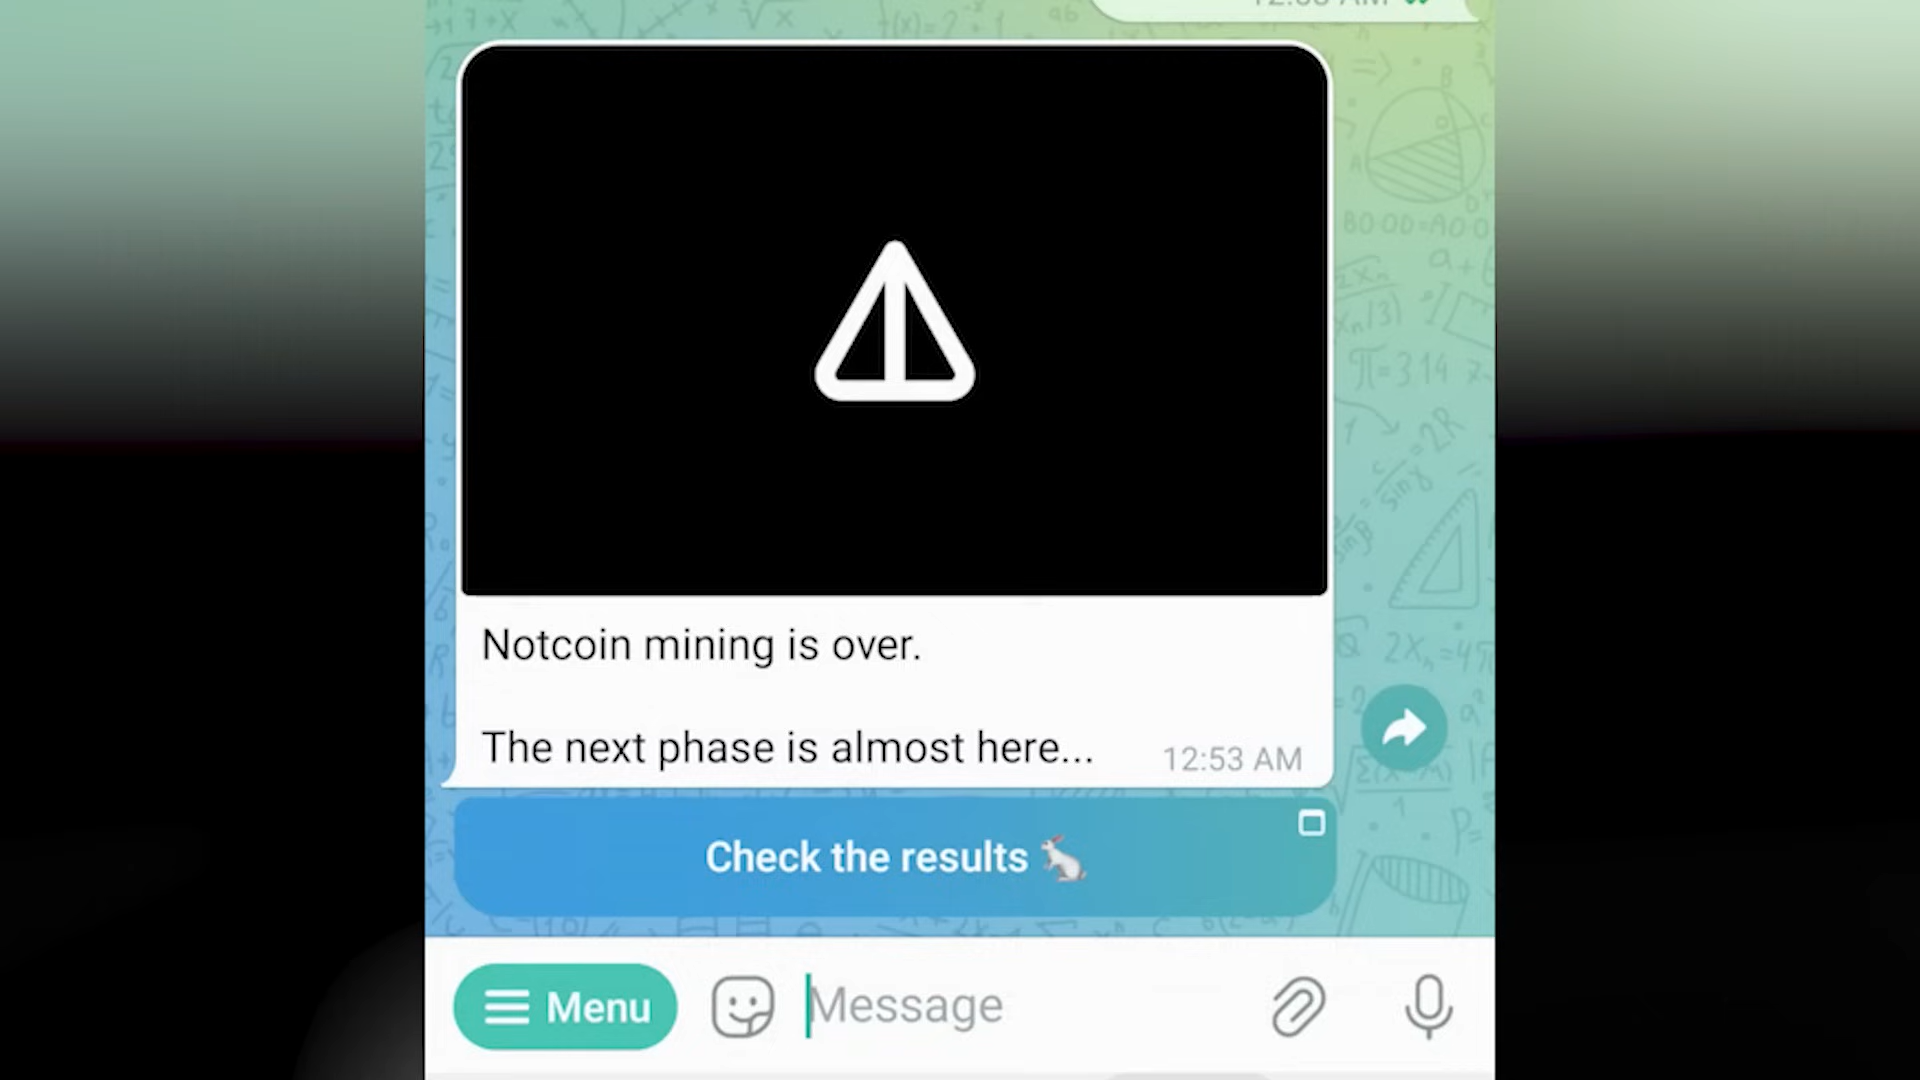 Notcoin mining is over.
The next phase is almost here...
12:53 AM
Check the results
Menu
Message